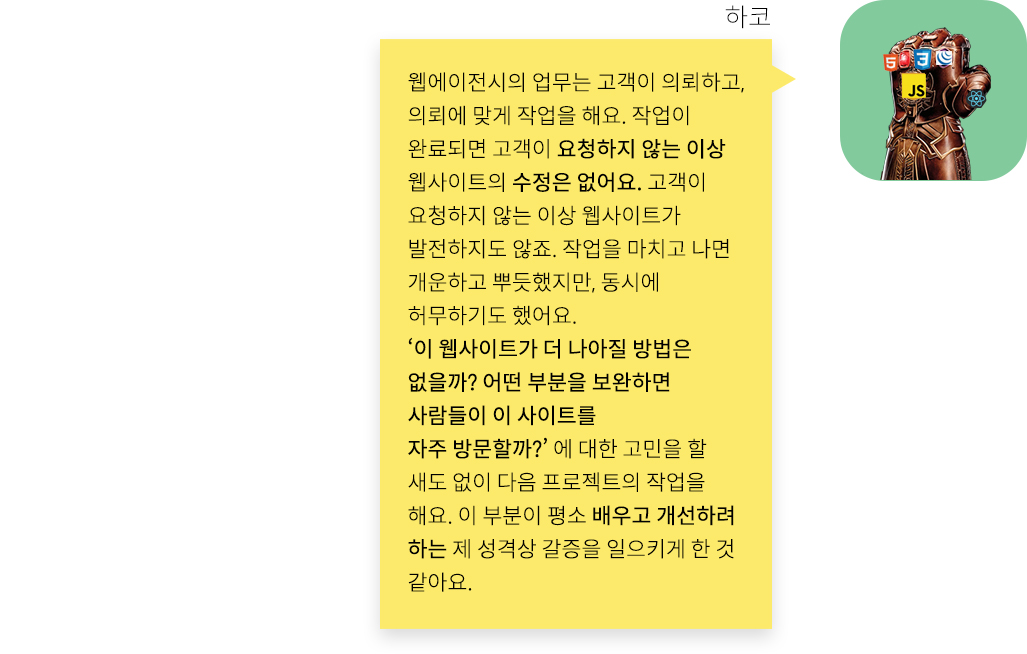 하코
웹에이전시의 업무는 고객이 의뢰하고,
의뢰에 맞게 작업을 해요. 작업이
완료되면 고객이 요청하지 않는 이상
웹사이트의 수정은 없어요. 고객이
요청하지 않는 이상 웹사이트가
발전하지도 않죠. 작업을 마치고 나면
개운하고 뿌듯했지만, 동시에
허무하기도 했어요.
‘이 웹사이트가 더 나아질 방법은
없을까? 어떤 부분을 보완하면
사람들이 이 사이트를
자주 방문할까?’ 에 대한 고민을 할
새도 없이 다음 프로젝트의 작업을
해요. 이 부분이 평소 배우고 개선하려
하는 제 성격상 갈증을 일으키게 한 것
같아요.
5 3
JS